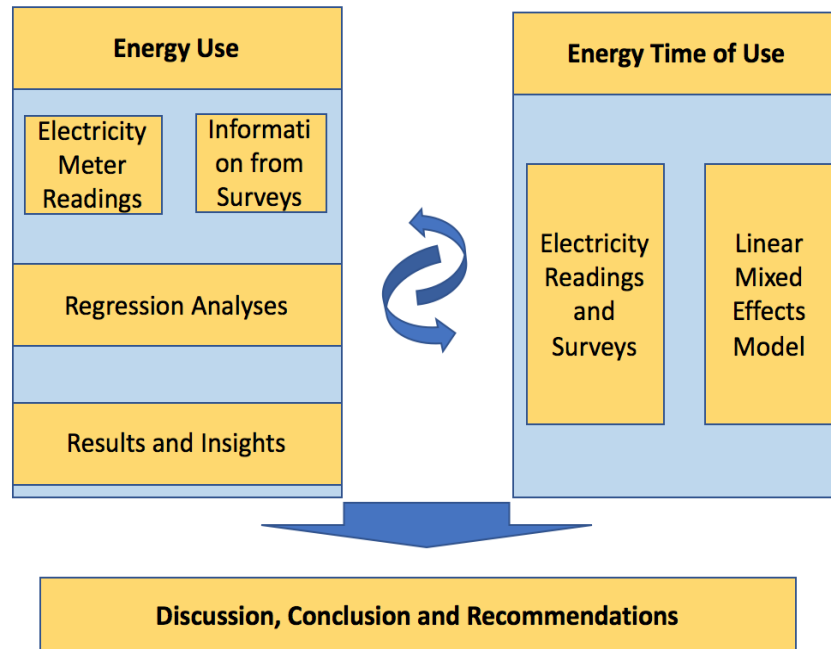 Energy Use
Electricity
Meter
Readings
Informati
on from
Surveys
Regression Analyses
Results and Insights
Energy Time of Use
Electricity
Readings
and
Surveys
Linear
Mixed
Effects
Model
Discussion, Conclusion and Recommendations